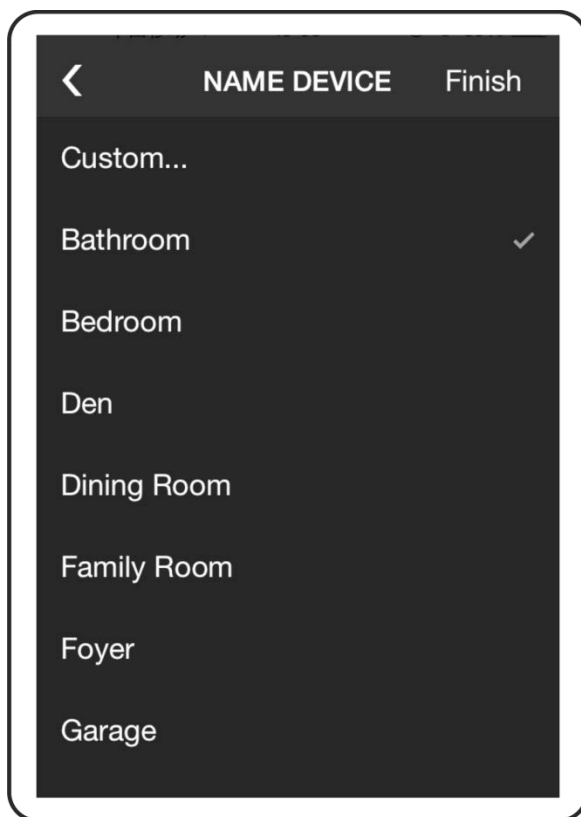 NAME DEVICE Finish
Custom...
Bathroom
Bedroom
Den
Dining Room
Family Room
Foyer
Garage